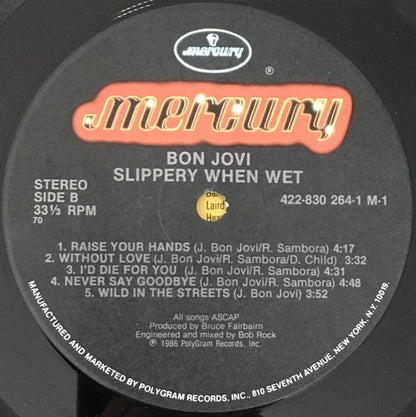 mercury
®
mercury
BON JOVI
SLIPPERY WHEN WET
STEREO
SIDE B
33⅓ RPM
70
422-830 264-1 M-1
Laird
1. RAISE YOUR HANDS (J. Bon Jovi/R. Sambora) 4:17
2. WITHOUT LOVE (J. Bon Jovi/R. Sambora/D. Child) 3:32
3. I'D DIE FOR YOU (J. Bon Jovi/R. Sambora) 4:31
4. NEVER SAY GOODBYE (J. Bon Jovi/R. Sambora) 4:48
5. WILD IN THE STREETS (J. Bon Jovi) 3:52
All songs ASCAP
Produced by Bruce Fairbairn
Engineered and mixed by Bob Rock
℗ 1986 PolyGram Records, Inc.
MANUFACTURED AND MARKETED BY POLYGRAM RECORDS, INC., 810 SEVENTH AVENUE, NEW YORK, N.Y. 10019.